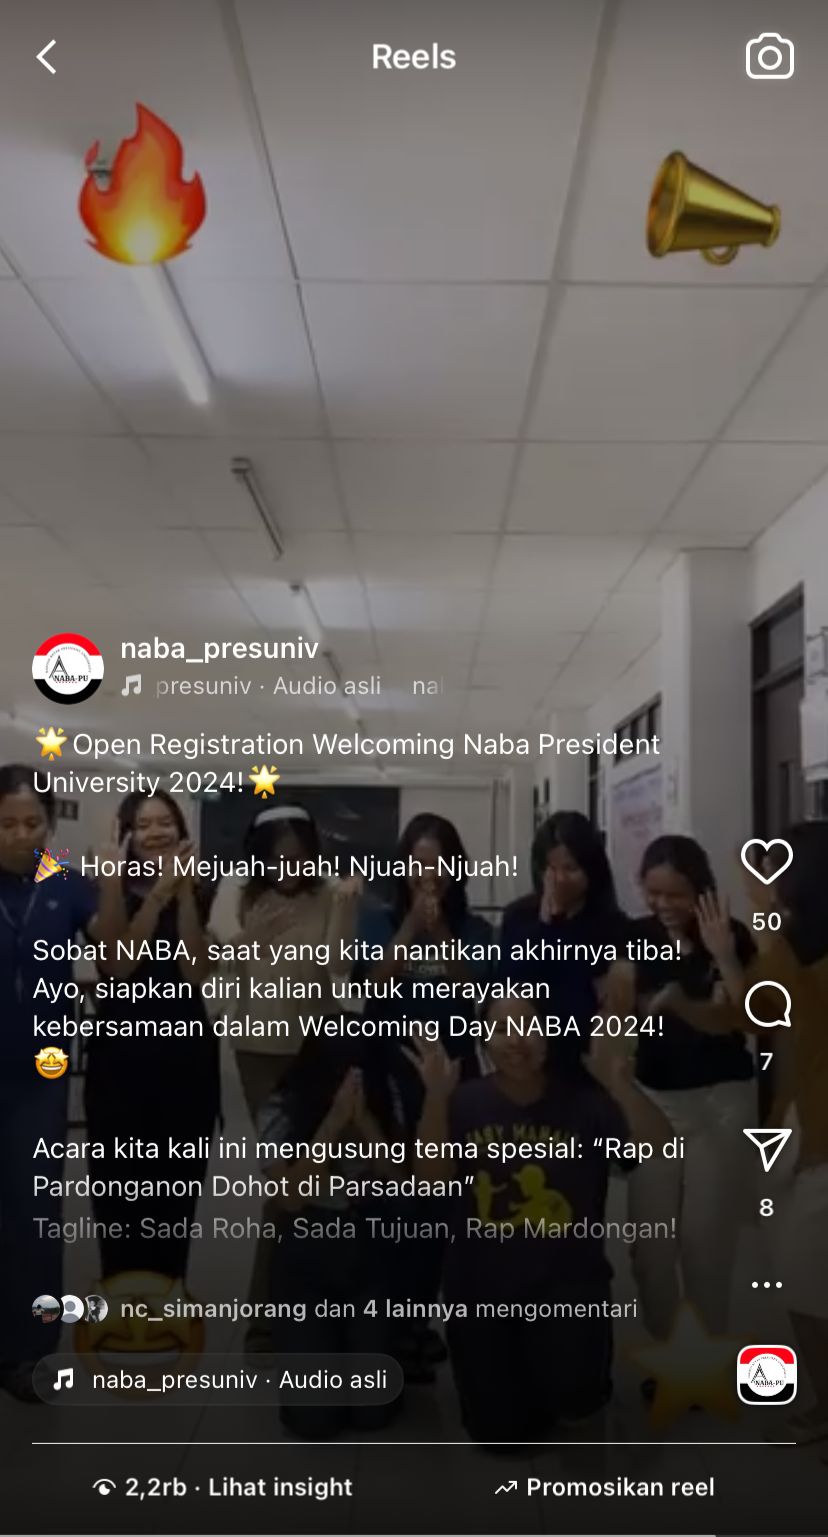 Reels
naba_presuniv
presuniv · Audio asli na
🌟Open Registration Welcoming Naba President
University 2024!🌟
🎉 Horas! Mejuah-juah! Njuah-Njuah!
Sobat NABA, saat yang kita nantikan akhirnya tiba!
Ayo, siapkan diri kalian untuk merayakan
kebersamaan dalam Welcoming Day NABA 2024!
🤩
Acara kita kali ini mengusung tema spesial: “Rap di
Pardonganon Dohot di Parsadaan”
Tagline: Sada Roha, Sada Tujuan, Rap Mardongan!
50
7
8
nc_simanjorang dan 4 lainnya mengomentari
naba_presuniv · Audio asli
NABA-PU
2,2rb · Lihat insight
Promosikan reel